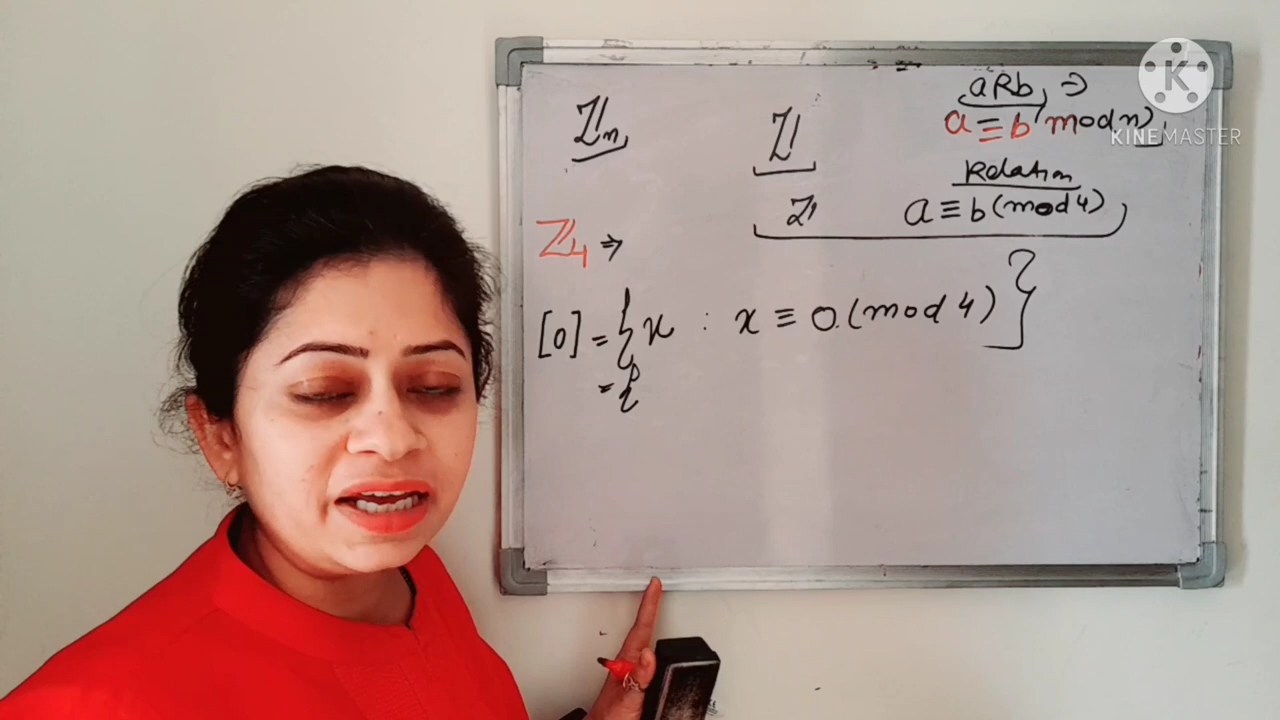 ℤₙ ℤ aRb ⇒
a ≡ b (mod n)
Relation
ℤ a ≡ b (mod 4)
ℤ₄ ⇒
[0] = { x : x ≡ 0 (mod 4) }
= {
K
KINEMASTER